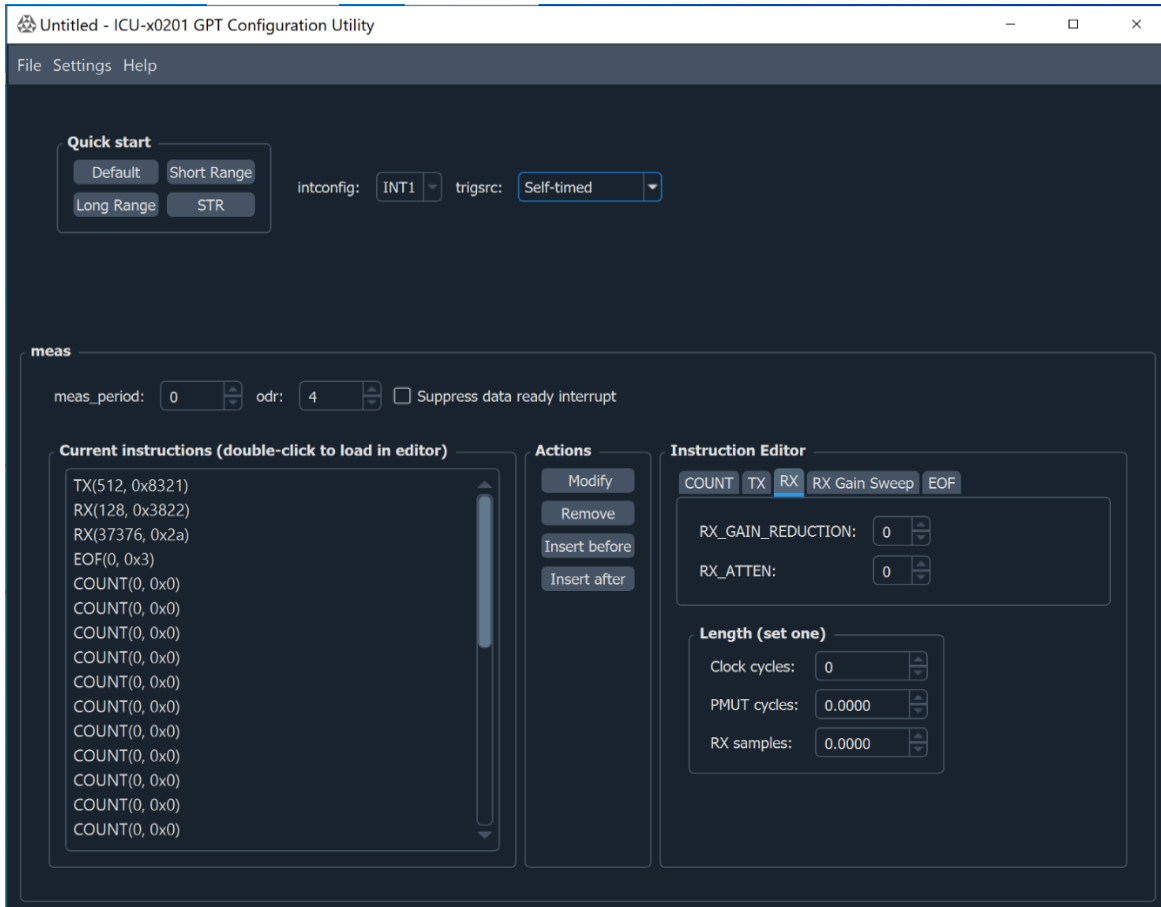 Untitled - ICU-x0201 GPT Configuration Utility
File Settings Help
Quick start
Default Short Range
Long Range STR
intconfig: INT1 trigsrc: Self-timed
meas
meas_period: 0 odr: 4 Suppress data ready interrupt
Current instructions (double-click to load in editor)
TX(512, 0x8321)
RX(128, 0x3822)
RX(37376, 0x2a)
EOF(0, 0x3)
COUNT(0, 0x0)
COUNT(0, 0x0)
COUNT(0, 0x0)
COUNT(0, 0x0)
COUNT(0, 0x0)
COUNT(0, 0x0)
COUNT(0, 0x0)
COUNT(0, 0x0)
COUNT(0, 0x0)
COUNT(0, 0x0)
COUNT(0, 0x0)
Actions
Modify
Remove
Insert before
Insert after
Instruction Editor
COUNT TX RX RX Gain Sweep EOF
RX_GAIN_REDUCTION: 0
RX_ATTEN: 0
Length (set one)
Clock cycles: 0
PMUT cycles: 0.0000
RX samples: 0.0000